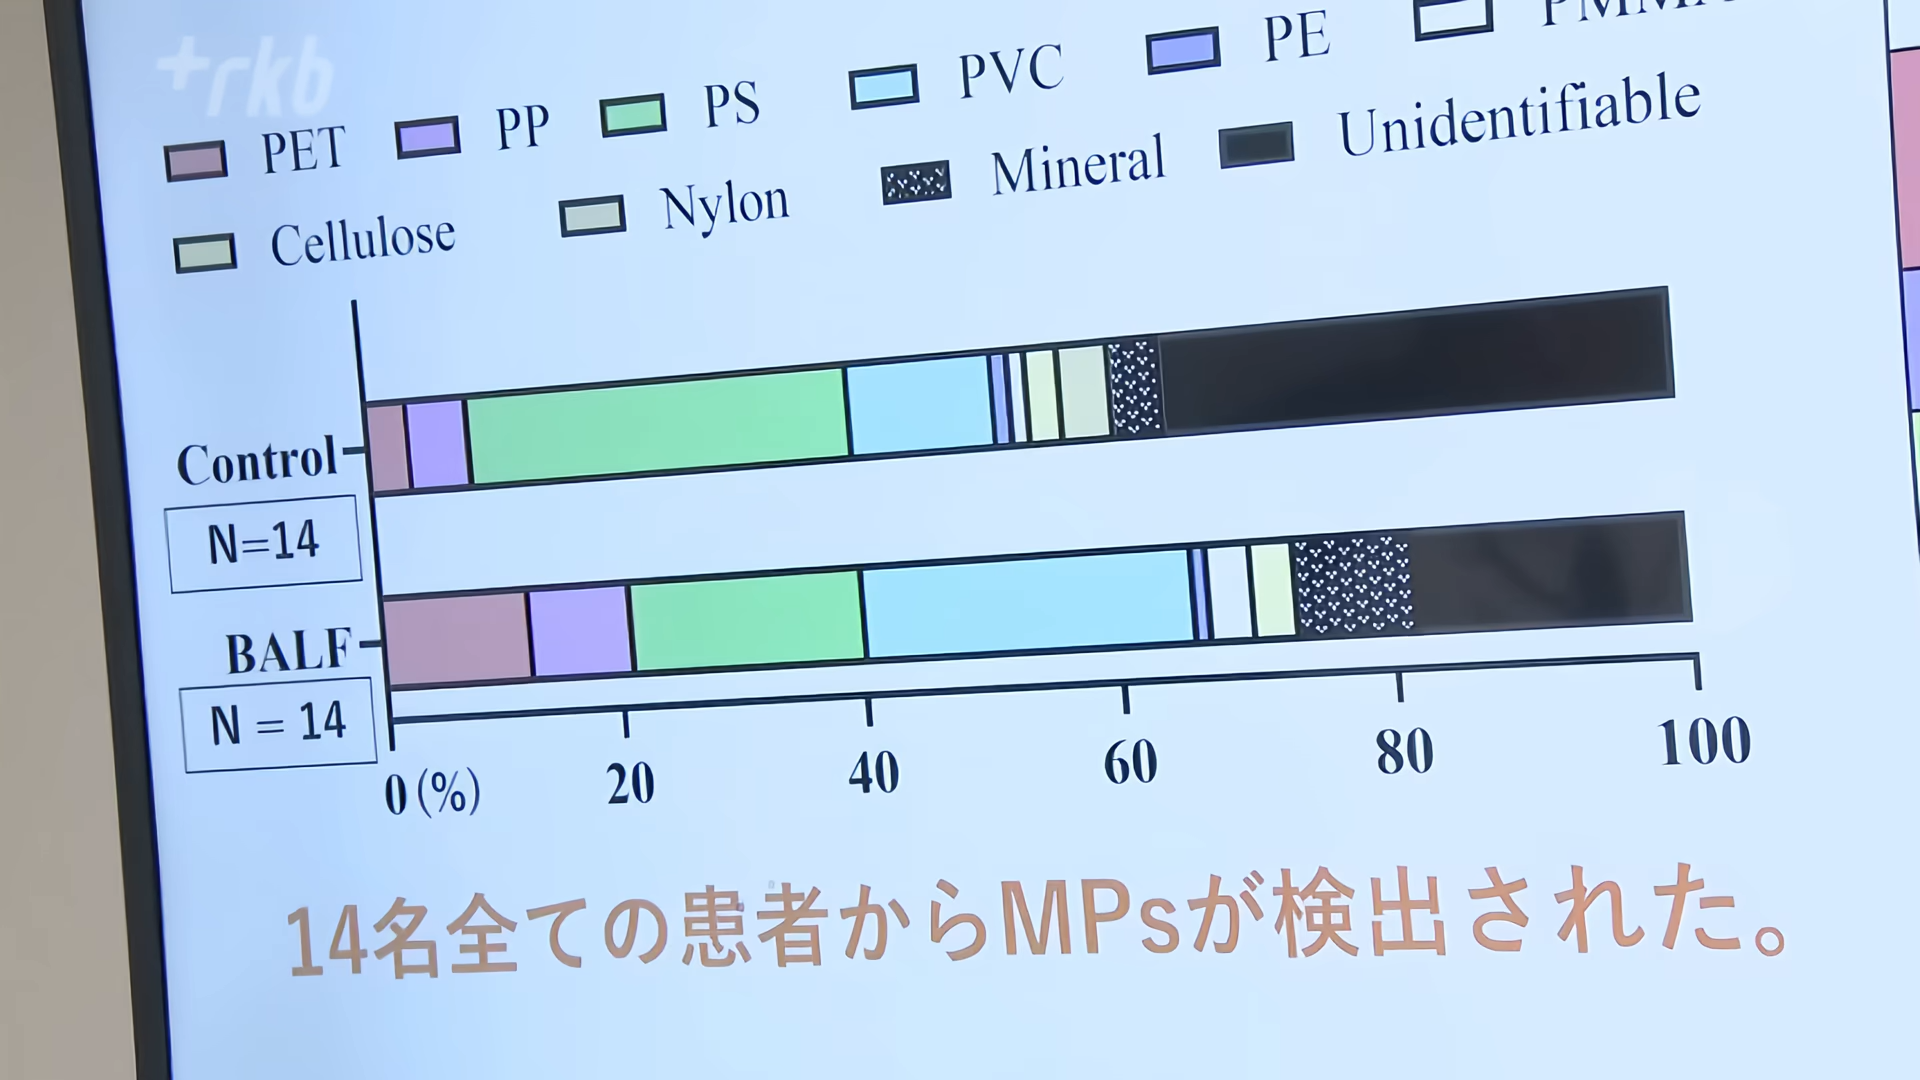 +rkb
PET PP PS PVC PE
Cellulose Nylon Mineral Unidentifiable
Control
N=14
BALF
N = 14
0 (%) 20 40 60 80 100
14名全ての患者からMPsが検出された。